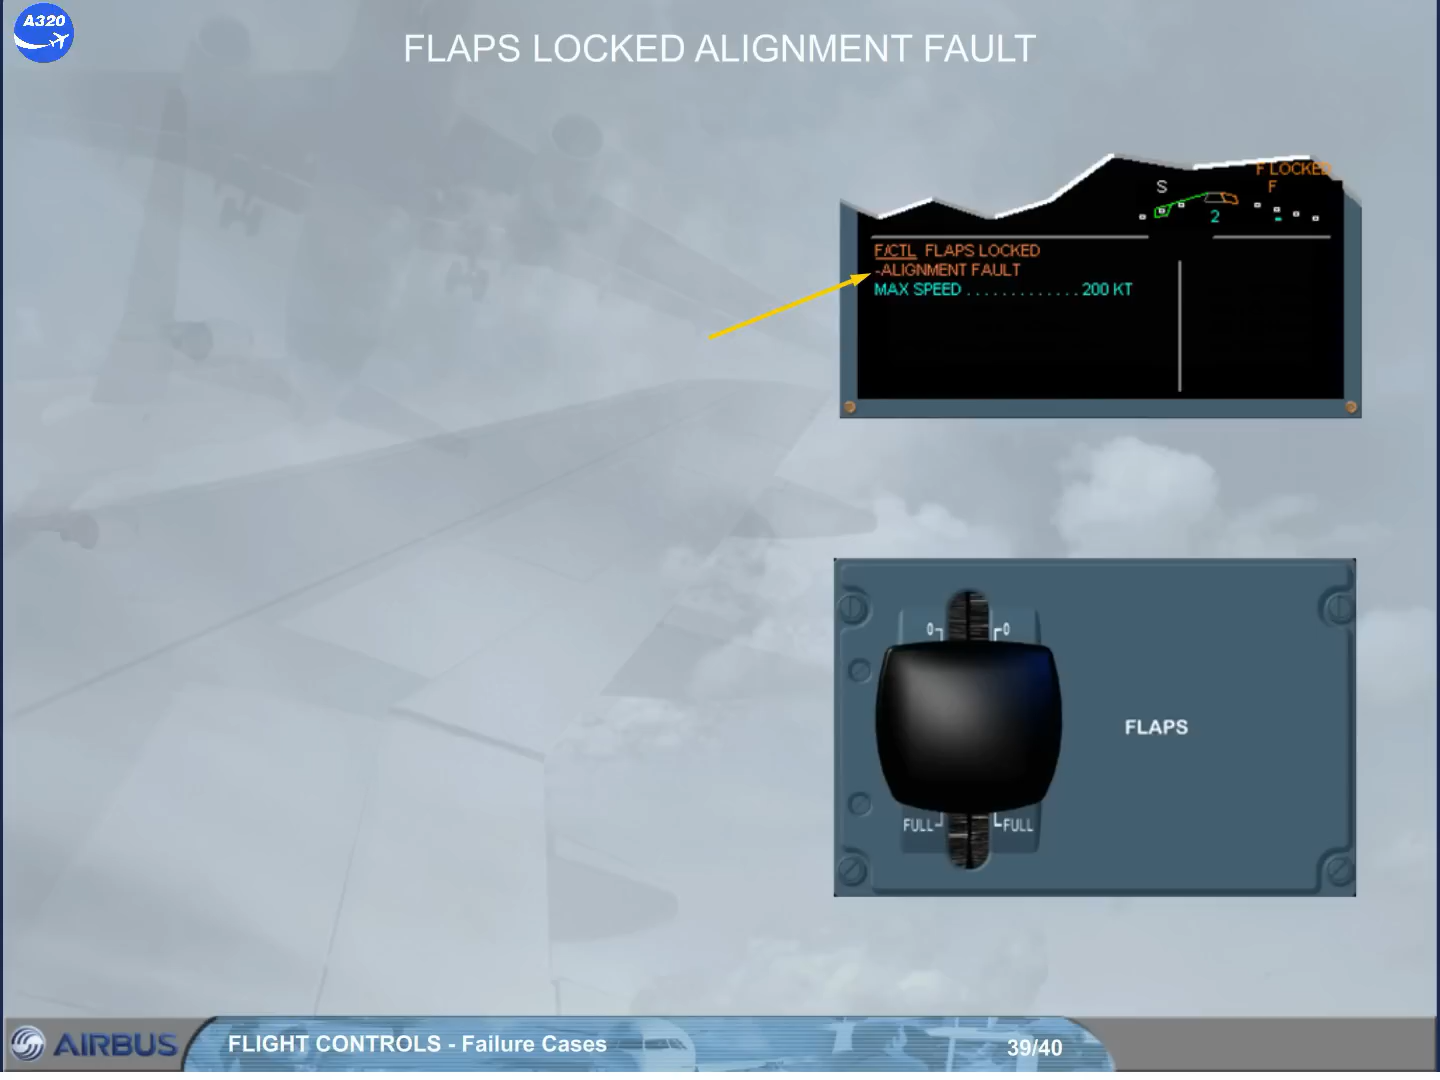 A320
FLAPS LOCKED ALIGNMENT FAULT
F LOCKED
S F
2
F/CTL FLAPS LOCKED
-ALIGNMENT FAULT
MAX SPEED . . . . . . . . . . . . . 200 KT
0 0
FLAPS
FULL FULL
AIRBUS
FLIGHT CONTROLS - Failure Cases
39/40